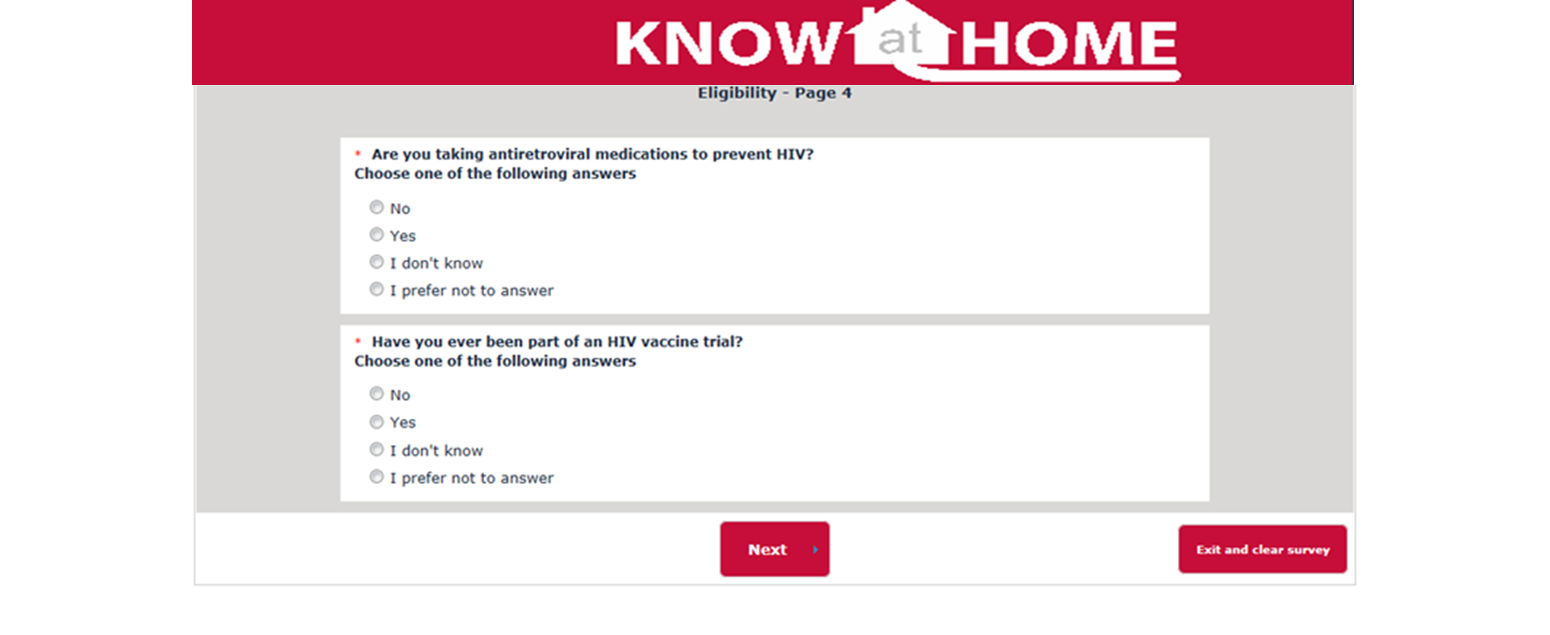 KNOW at HOME
Eligibility - Page 4
* Are you taking antiretroviral medications to prevent HIV?
Choose one of the following answers
No
Yes
I don't know
I prefer not to answer
* Have you ever been part of an HIV vaccine trial?
Choose one of the following answers
No
Yes
I don't know
I prefer not to answer
Next
Exit and clear survey